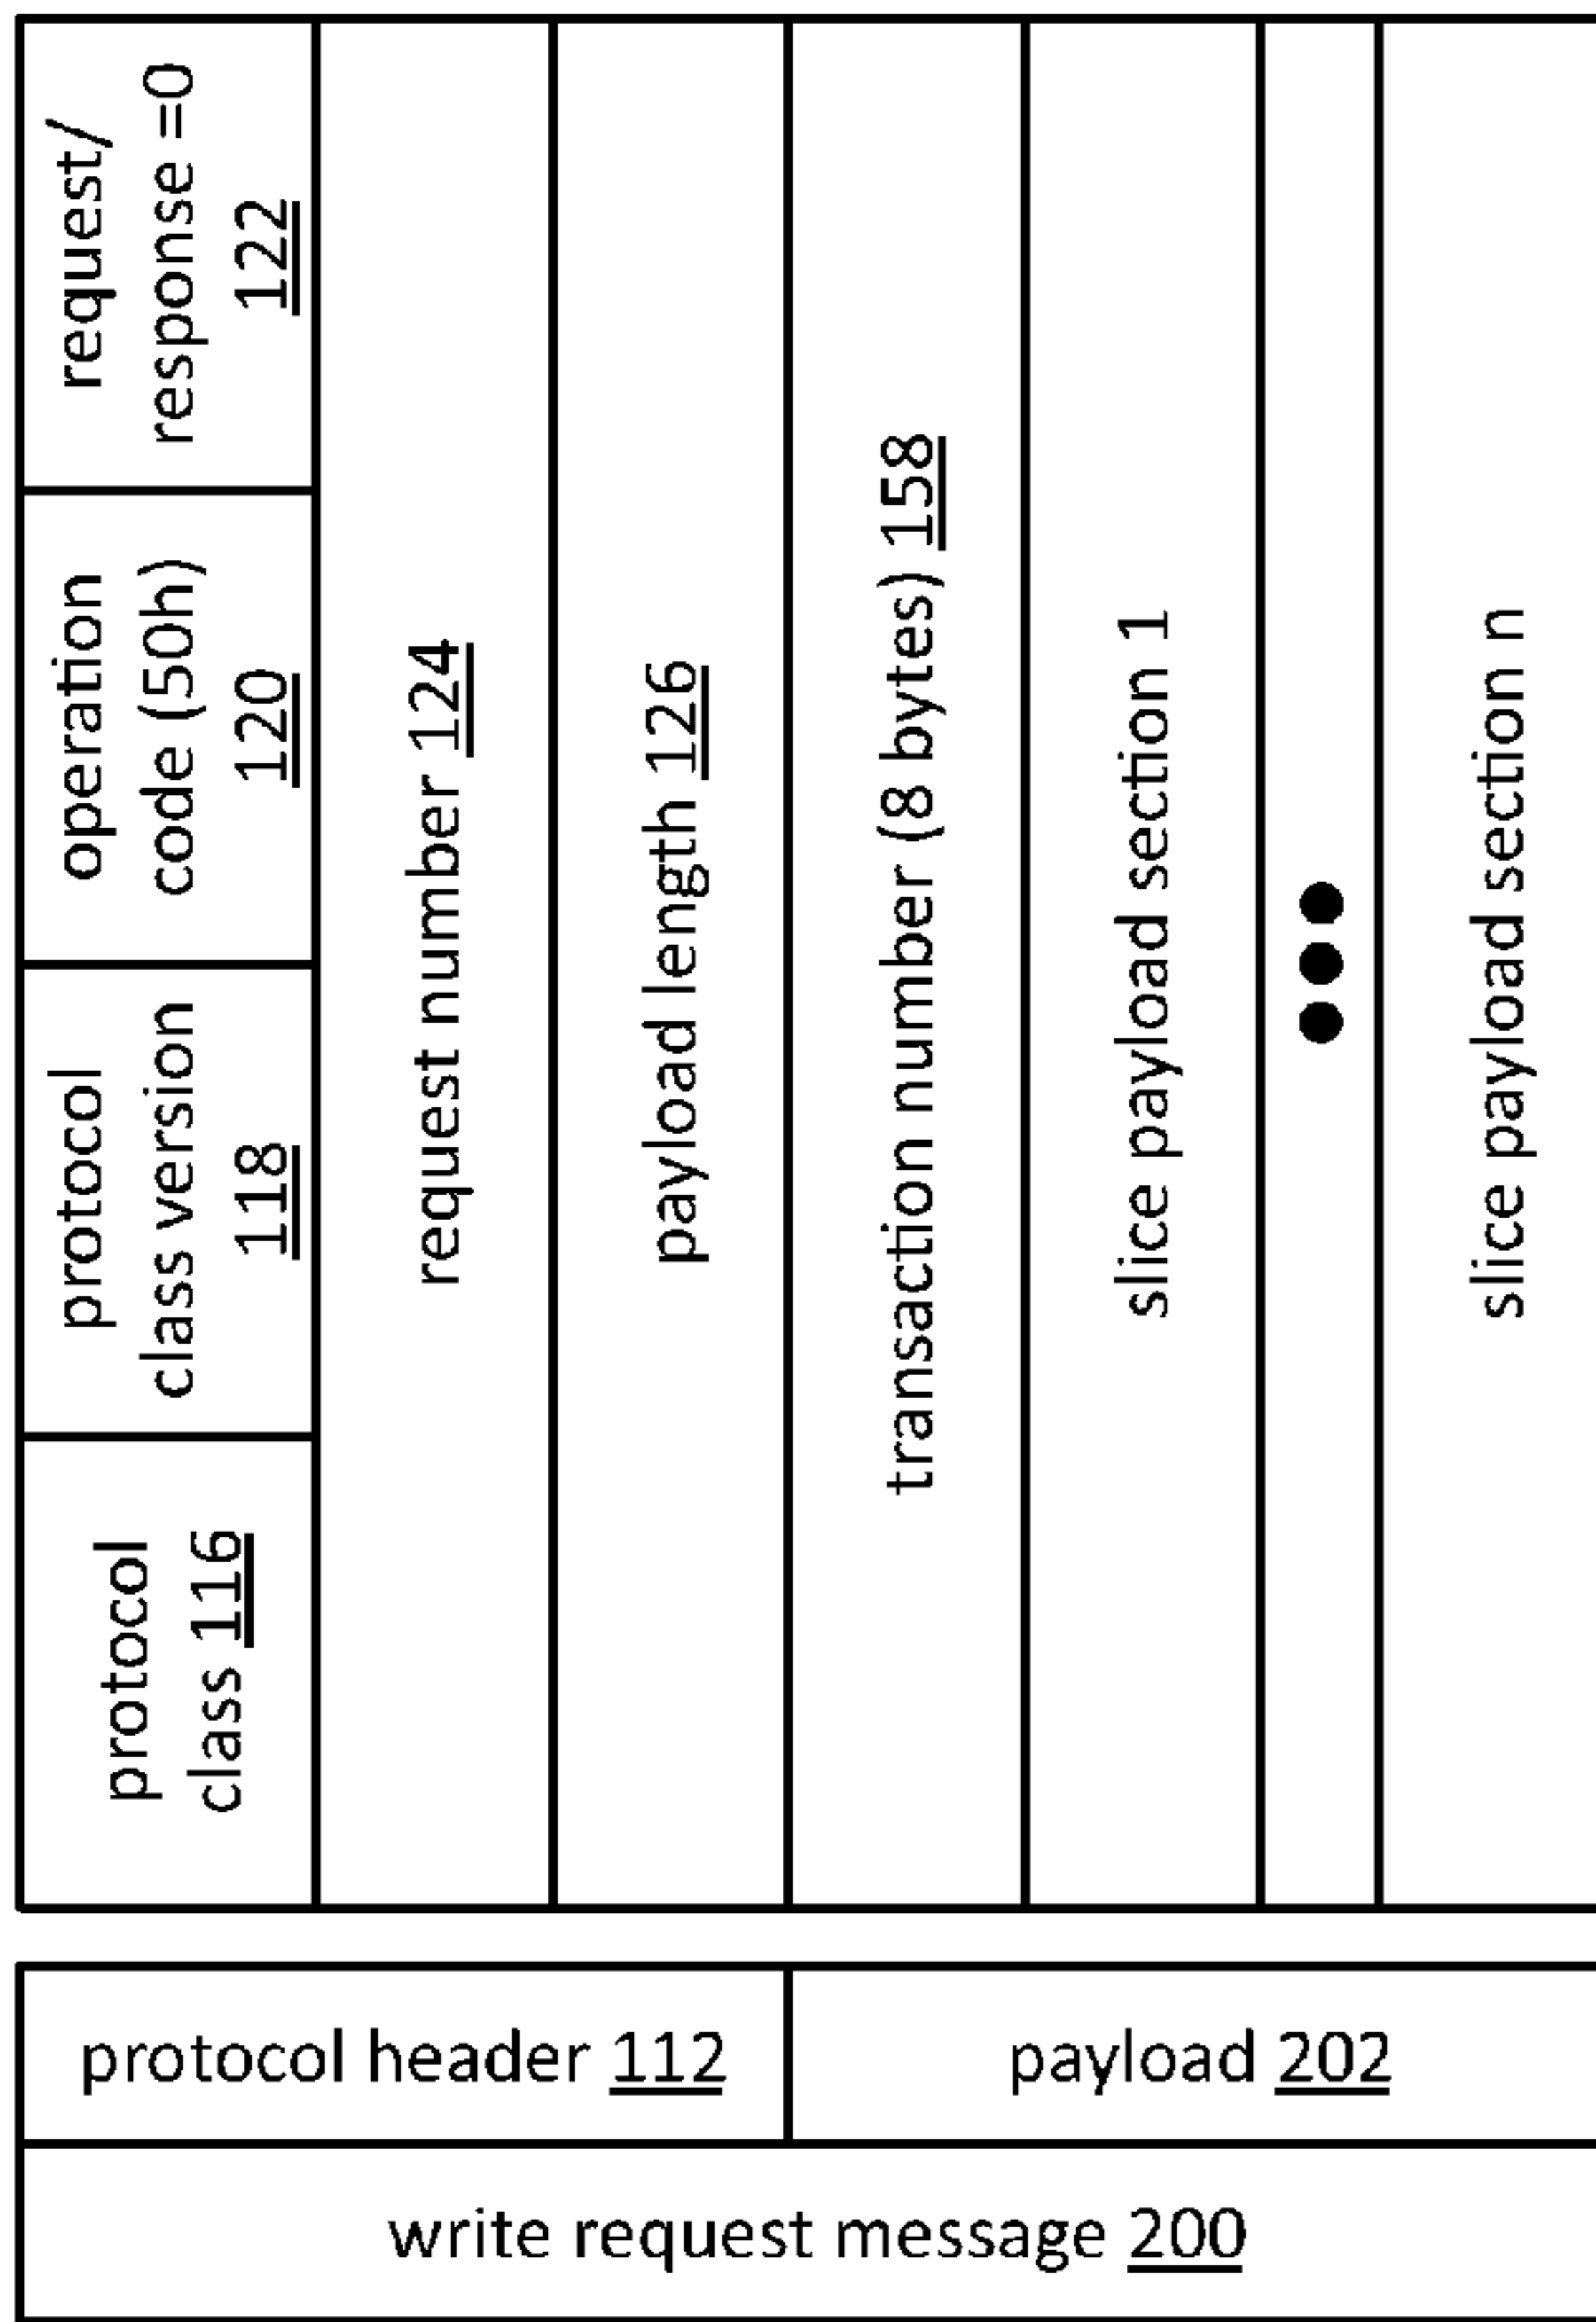 write request message 200
protocol header 112
payload 202
protocol
class 116
protocol
class version
118
operation
code (50h)
120
request/
response =0
122
request number 124
payload length 126
transaction number (8 bytes) 158
slice payload section 1
slice payload section n